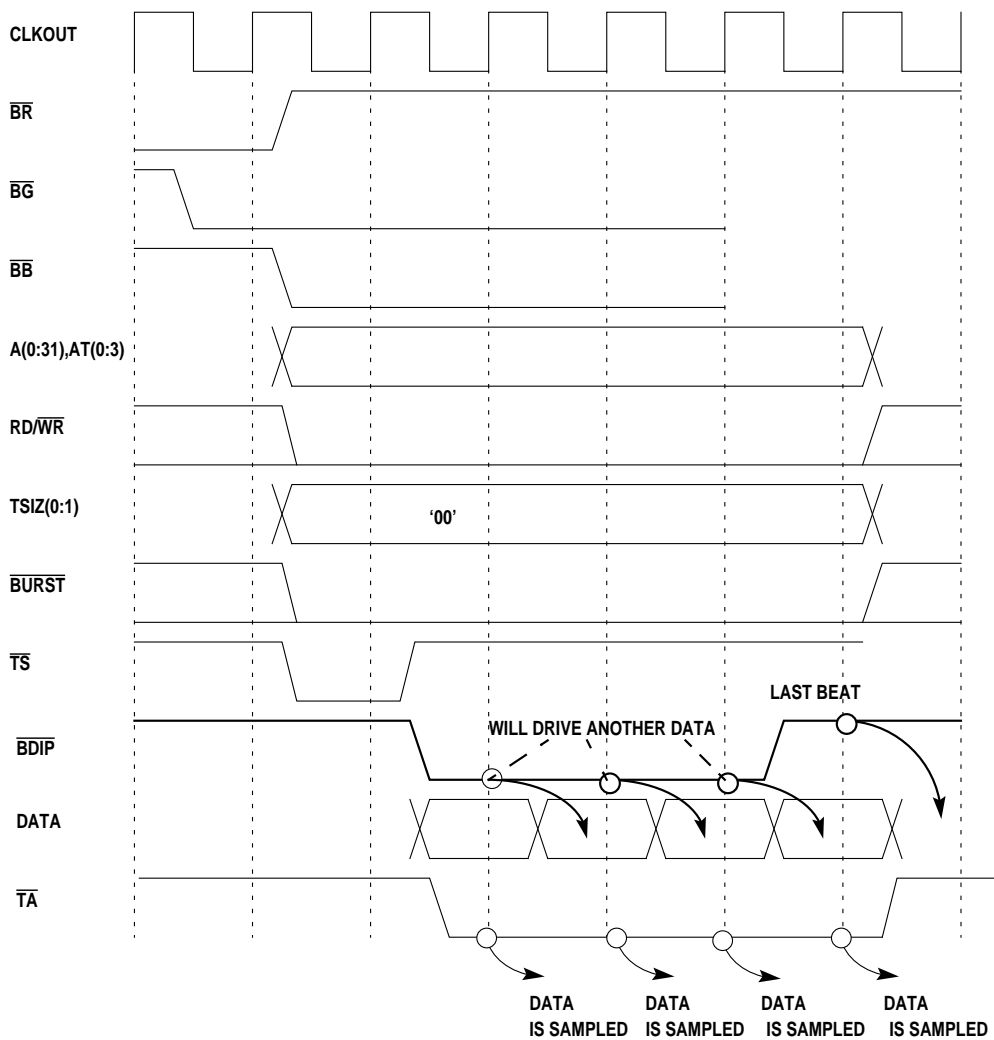 CLKOUT
BR
BG
BB
A(0:31),AT(0:3)
RD/WR
TSIZ(0:1)
‘00’
BURST
TS
LAST BEAT
WILL DRIVE ANOTHER DATA
BDIP
DATA
TA
DATA
IS SAMPLED
DATA
IS SAMPLED
DATA
IS SAMPLED
DATA
IS SAMPLED